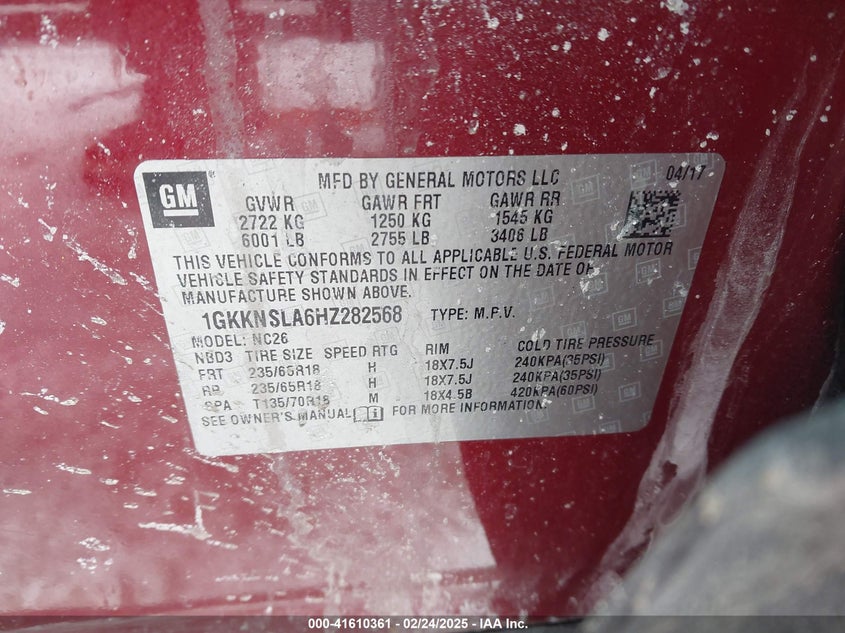 GM
MFD BY GENERAL MOTORS LLC
04/17
GVWR GAWR FRT GAWR RR
2722 KG 1250 KG 1545 KG
6001 LB 2755 LB 3406 LB
THIS VEHICLE CONFORMS TO ALL APPLICABLE U.S. FEDERAL MOTOR
VEHICLE SAFETY STANDARDS IN EFFECT ON THE DATE OF
MANUFACTURE SHOWN ABOVE.
1GKKNSLA6HZ282568 TYPE: M.P.V.
MODEL: NC26
N8D3 TIRE SIZE SPEED RTG RIM COLD TIRE PRESSURE
FRT 235/65R18 H 18X7.5J 240KPA(35PSI)
RR 235/65R18 H 18X7.5J 240KPA(35PSI)
SPA T135/70R18 M 18X4.5B 420KPA(60PSI)
SEE OWNER'S MANUAL FOR MORE INFORMATION.
000-41610361 - 02/24/2025 - IAA Inc.